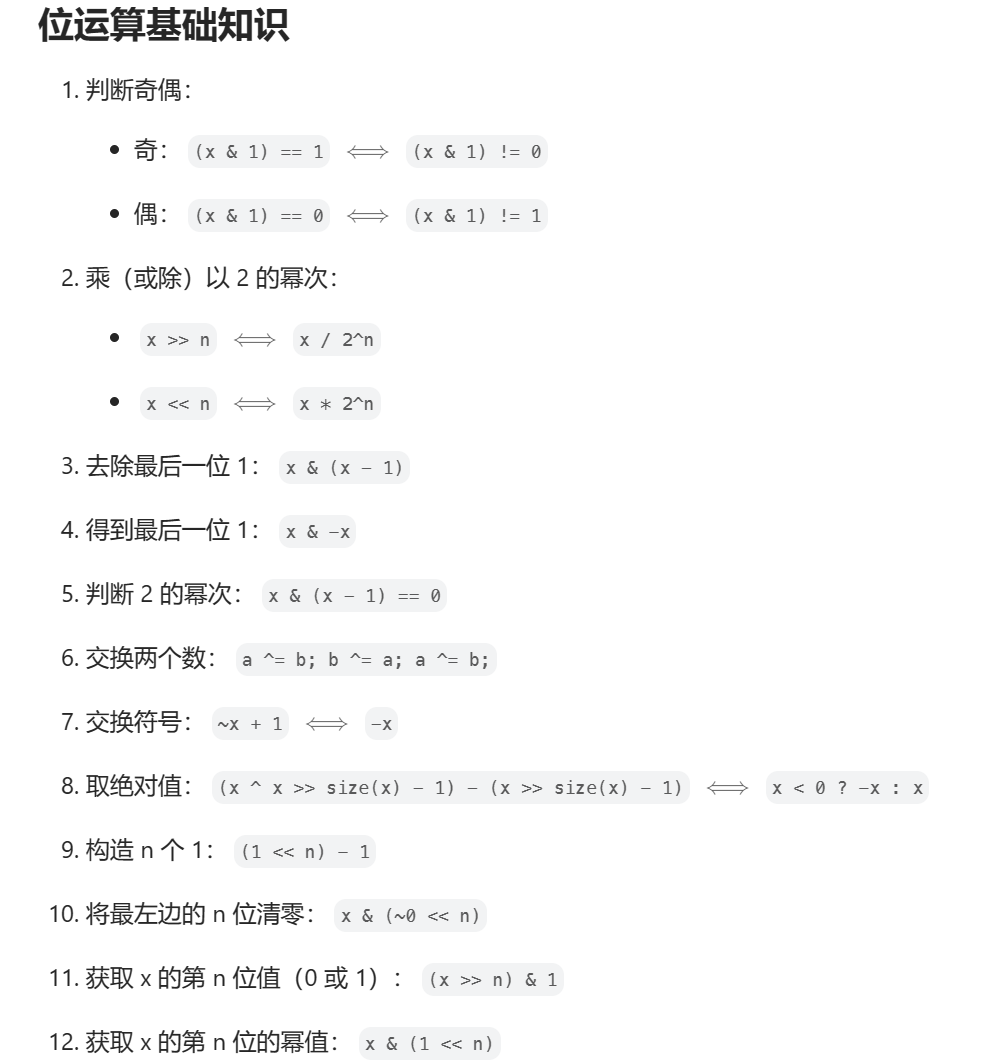 位运算基础知识
1. 判断奇偶：
• 奇： (x & 1) == 1 ⟺ (x & 1) != 0
• 偶： (x & 1) == 0 ⟺ (x & 1) != 1
2. 乘（或除）以 2 的幂次：
• x >> n ⟺ x / 2^n
• x << n ⟺ x * 2^n
3. 去除最后一位 1： x & (x - 1)
4. 得到最后一位 1： x & -x
5. 判断 2 的幂次： x & (x - 1) == 0
6. 交换两个数： a ^= b; b ^= a; a ^= b;
7. 交换符号： ~x + 1 ⟺ -x
8. 取绝对值： (x ^ x >> size(x) - 1) - (x >> size(x) - 1) ⟺ x < 0 ? -x : x
9. 构造 n 个 1： (1 << n) - 1
10. 将最左边的 n 位清零： x & (~0 << n)
11. 获取 x 的第 n 位值（0 或 1）： (x >> n) & 1
12. 获取 x 的第 n 位的幂值： x & (1 << n)